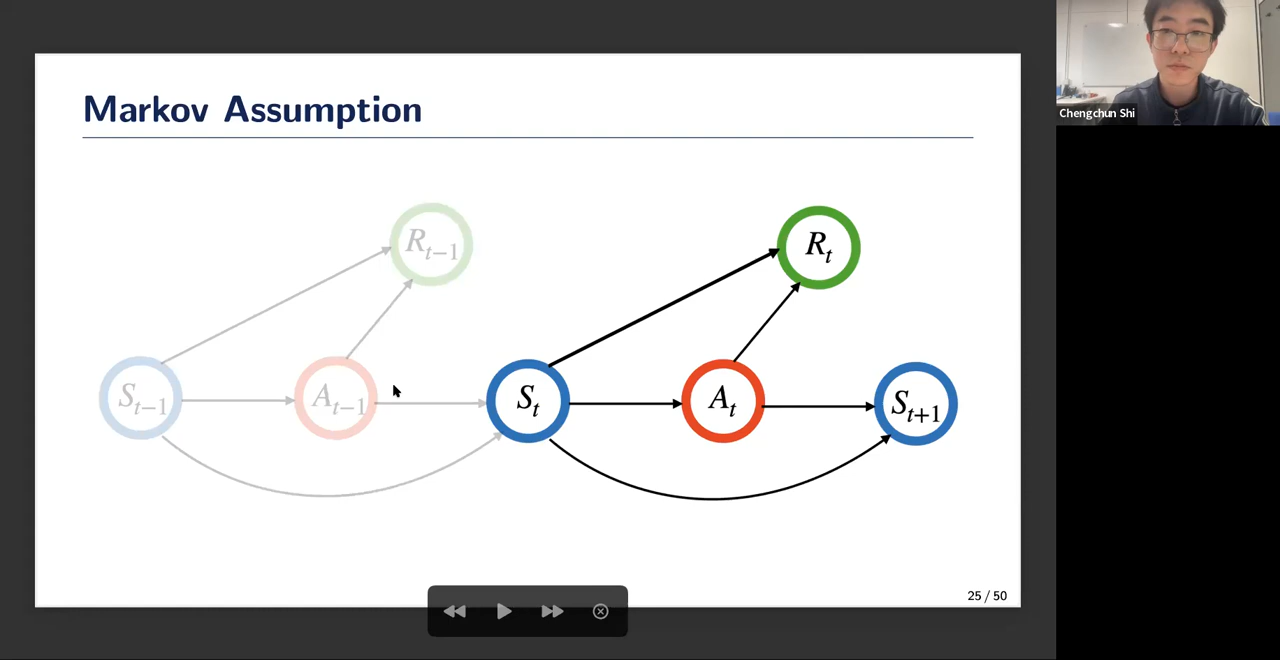 Markov Assumption
R_{t-1}
R_t
S_{t-1}
A_{t-1}
S_t
A_t
S_{t+1}
25 / 50
Chengchun Shi